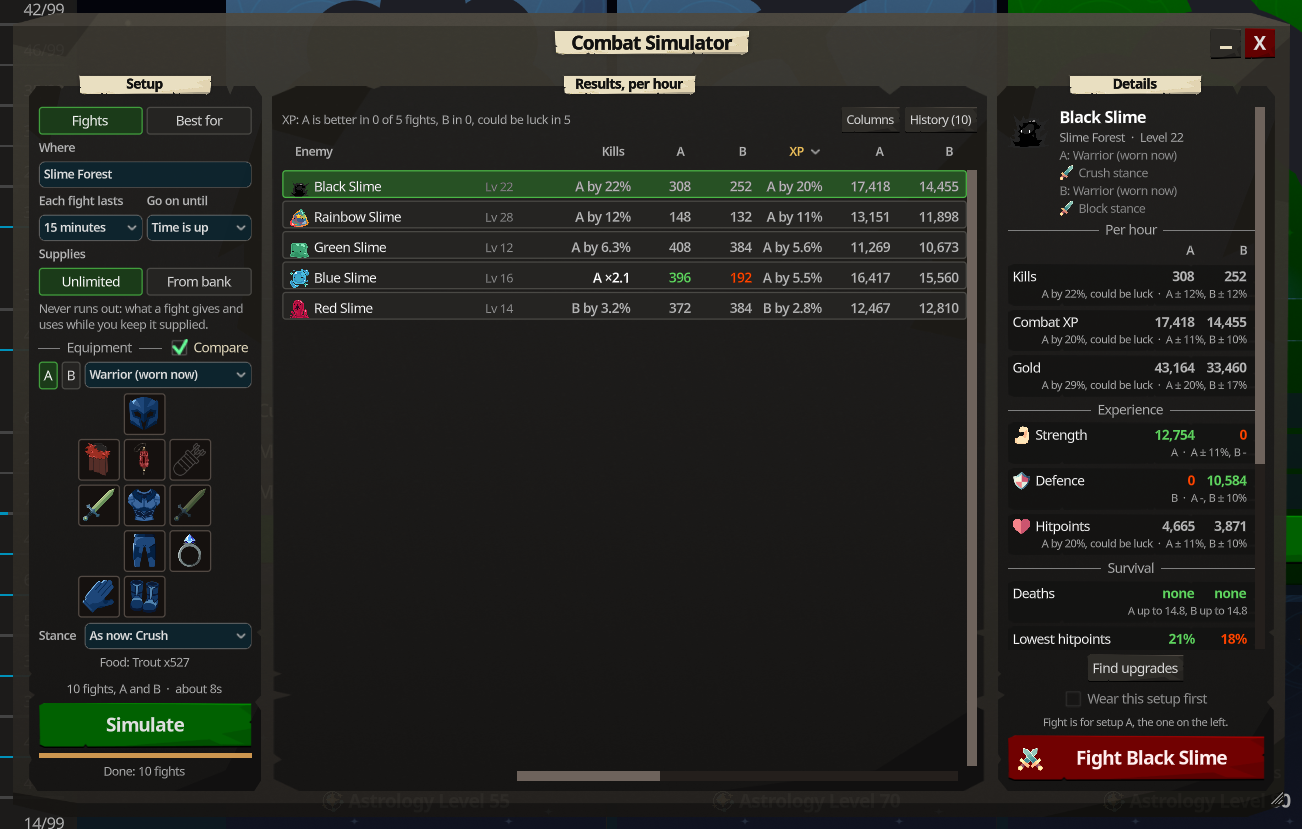 42/99
Combat Simulator
X
Setup
Fights
Best for
Where
Slime Forest
Each fight lasts
Go on until
15 minutes
Time is up
Supplies
Unlimited
From bank
Never runs out: what a fight gives and
uses while you keep it supplied.
Equipment
Compare
A
B
Warrior (worn now)
Stance
As now: Crush
Food: Trout x527
10 fights, A and B · about 8s
Simulate
Done: 10 fights
Results, per hour
XP: A is better in 0 of 5 fights, B in 0, could be luck in 5
Columns
History (10)
Enemy Kills A B XP A B
Black Slime Lv 22 A by 22% 308 252 A by 20% 17,418 14,455
Rainbow Slime Lv 28 A by 12% 148 132 A by 11% 13,151 11,898
Green Slime Lv 12 A by 6.3% 408 384 A by 5.6% 11,269 10,673
Blue Slime Lv 16 A ×2.1 396 192 A by 5.5% 16,417 15,560
Red Slime Lv 14 B by 3.2% 372 384 B by 2.8% 12,467 12,810
Details
Black Slime
Slime Forest · Level 22
A: Warrior (worn now)
Crush stance
B: Warrior (worn now)
Block stance
Per hour
A B
Kills 308 252
A by 22%, could be luck · A ± 12%, B ± 12%
Combat XP 17,418 14,455
A by 20%, could be luck · A ± 11%, B ± 10%
Gold 43,164 33,460
A by 29%, could be luck · A ± 20%, B ± 17%
Experience
Strength 12,754 0
A · A ± 11%, B -
Defence 0 10,584
B · A -, B ± 10%
Hitpoints 4,665 3,871
A by 20%, could be luck · A ± 11%, B ± 10%
Survival
Deaths none none
A up to 14.8, B up to 14.8
Lowest hitpoints 21% 18%
Find upgrades
Wear this setup first
Fight is for setup A, the one on the left.
Fight Black Slime
Astrology Level 55
Astrology Level 70
Astrology Level
14/99